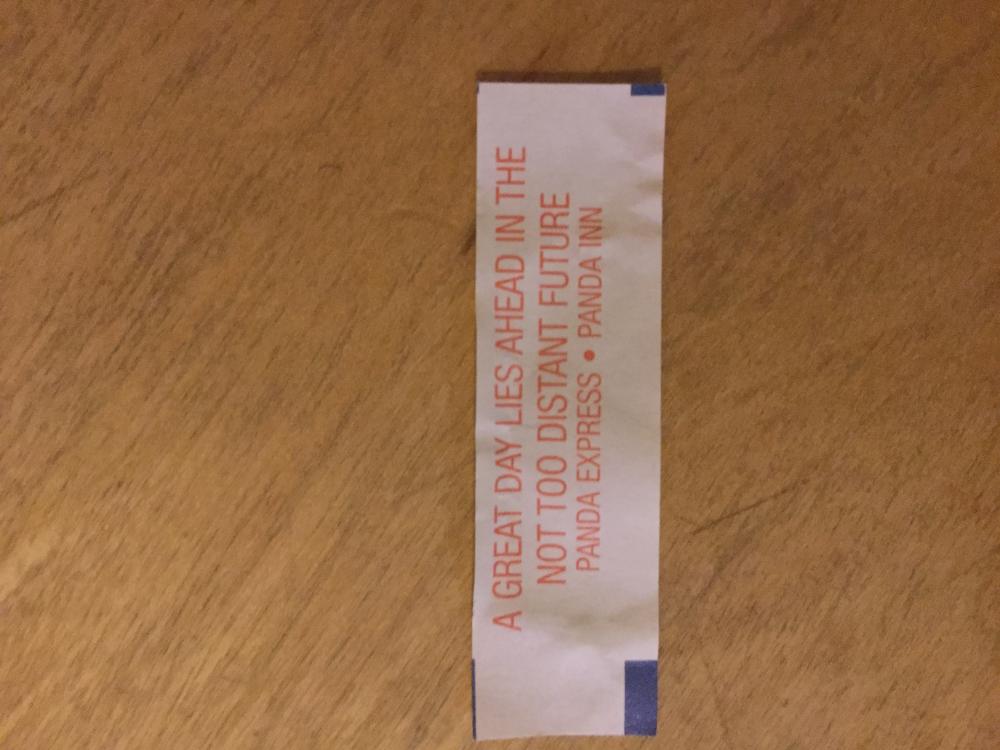 A GREAT DAY LIES AHEAD IN THE
NOT TOO DISTANT FUTURE
PANDA EXPRESS • PANDA INN